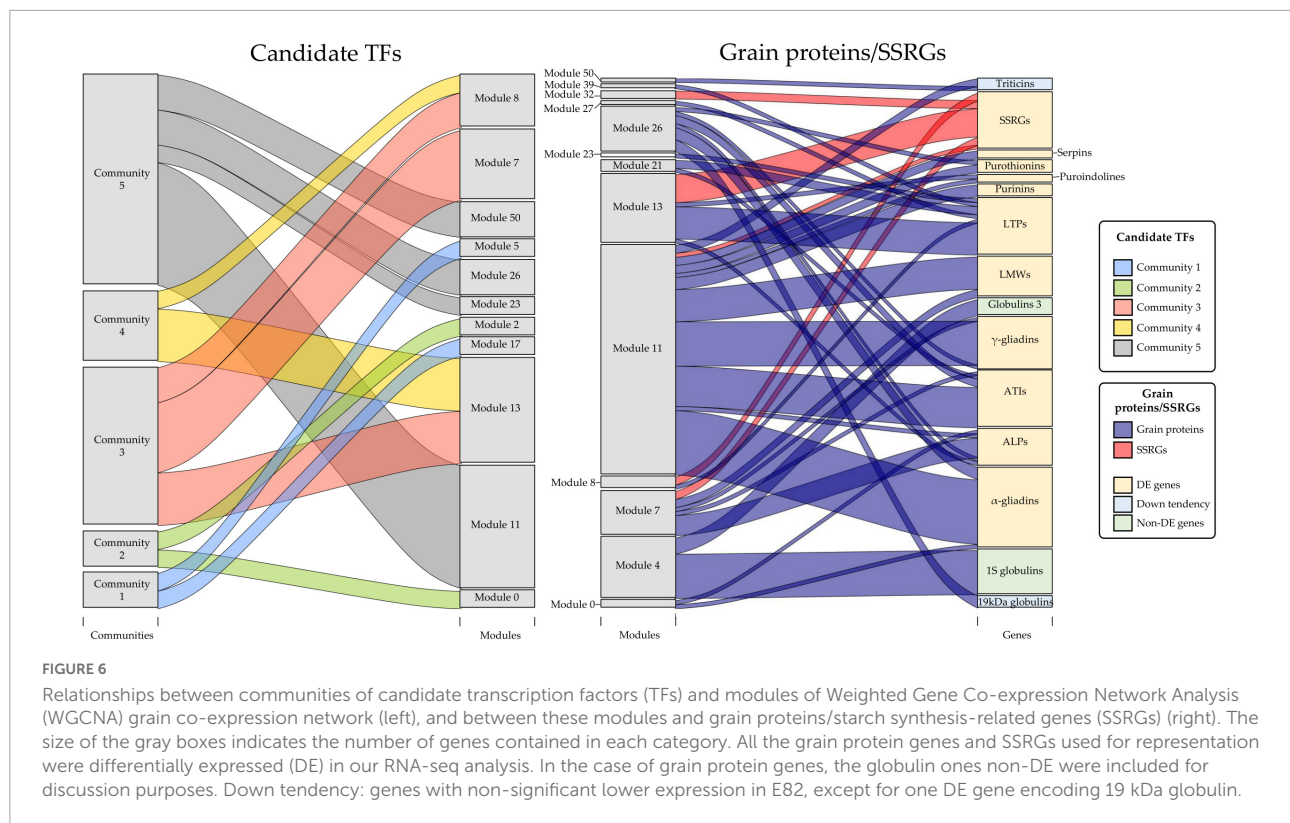 Candidate TFs
Grain proteins/SSRGs
Community
5
Community
4
Community
3
Community
2
Community
1
Communities
Module 8
Module 7
Module 50
Module 5
Module 26
Module 23
Module 2
Module 17
Module 13
Module 11
Module 0
Modules
Module 50
Module 39
Module 32
Module 27
Module 26
Module 23
Module 21
Module 13
Module 11
Module 8
Module 7
Module 4
Module 0
Modules
Triticins
SSRGs
Serpins
Purothionins
Puroindolines
Purinins
LTPs
LMWs
Globulins 3
γ-gliadins
ATIs
ALPs
α-gliadins
1S globulins
19kDa globulins
Genes
Candidate TFs
Community 1
Community 2
Community 3
Community 4
Community 5
Grain
proteins/SSRGs
Grain proteins
SSRGs
DE genes
Down tendency
Non-DE genes
FIGURE 6
Relationships between communities of candidate transcription factors (TFs) and modules of Weighted Gene Co-expression Network Analysis
(WGCNA) grain co-expression network (left), and between these modules and grain proteins/starch synthesis-related genes (SSRGs) (right). The
size of the gray boxes indicates the number of genes contained in each category. All the grain protein genes and SSRGs used for representation
were differentially expressed (DE) in our RNA-seq analysis. In the case of grain protein genes, the globulin ones non-DE were included for
discussion purposes. Down tendency: genes with non-significant lower expression in E82, except for one DE gene encoding 19 kDa globulin.